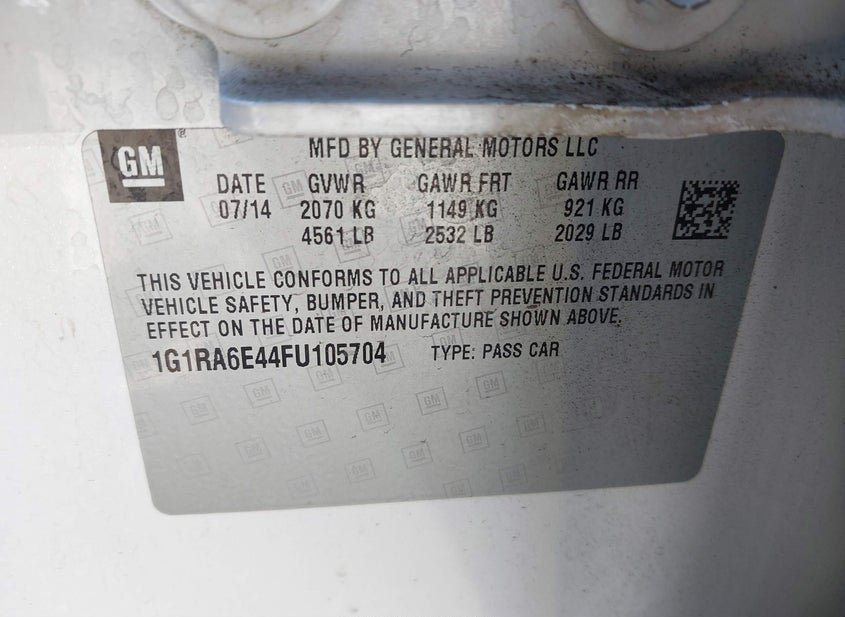 GM® MFD BY GENERAL MOTORS LLC
DATE GVWR GAWR FRT GAWR RR
07/14 2070 KG 1149 KG 921 KG
4561 LB 2532 LB 2029 LB
THIS VEHICLE CONFORMS TO ALL APPLICABLE U.S. FEDERAL MOTOR
VEHICLE SAFETY, BUMPER, AND THEFT PREVENTION STANDARDS IN
EFFECT ON THE DATE OF MANUFACTURE SHOWN ABOVE.
1G1RA6E44FU105704 TYPE: PASS CAR